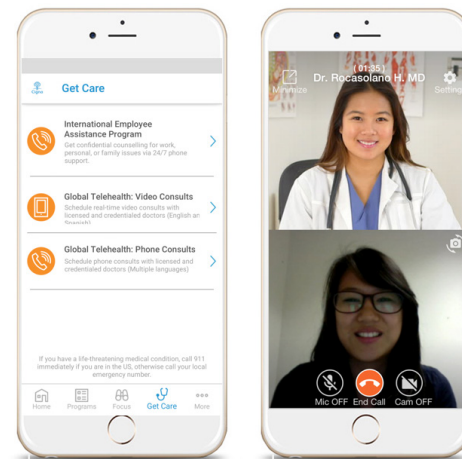 Cigna
Get Care
International Employee
Assistance Program
Get confidential counselling for work,
personal, or family issues via 24/7 phone
support.
Global Telehealth: Video Consults
Schedule real-time video consults with
licensed and credentialed doctors (English an
Spanish)
Global Telehealth: Phone Consults
Schedule phone consults with licensed and
credentialed doctors (Multiple languages)
If you have a life-threatening medical condition, call 911
immediately if you are in the US, otherwise call your local
emergency number.
Home Programs Focus Get Care More
( 01:35 )
Dr. Rocasolano H. MD
Minimize
Setting
Mic OFF End Call Cam OFF